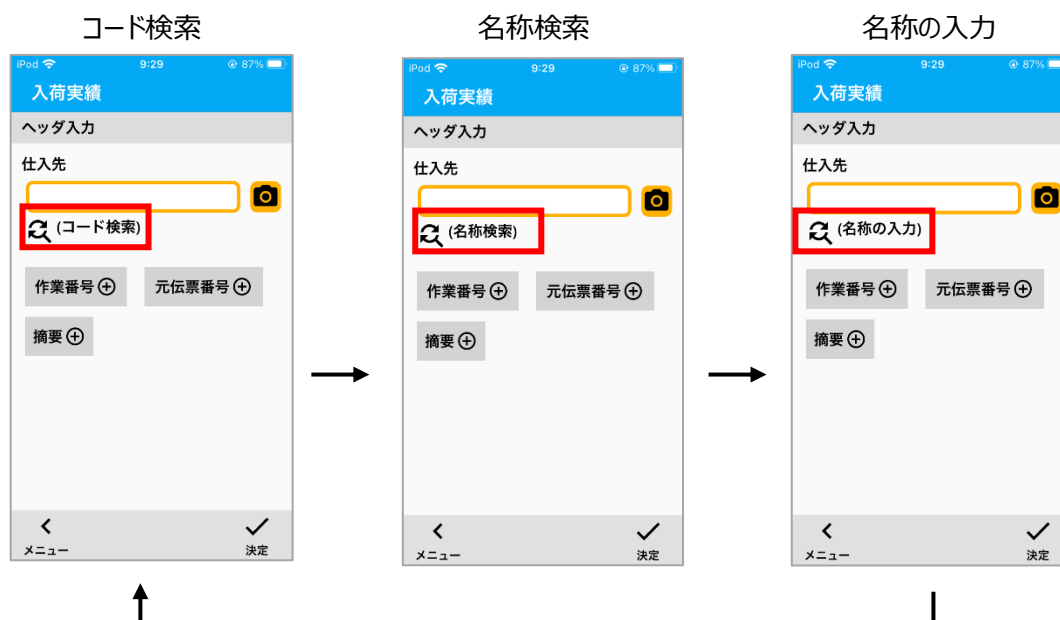 コード検索
iPod 9:29 87%
入荷実績
ヘッダ入力
仕入先
(コード検索)
作業番号 元伝票番号
摘要
メニュー 決定
名称検索
iPod 9:29 87%
入荷実績
ヘッダ入力
仕入先
(名称検索)
作業番号 元伝票番号
摘要
メニュー 決定
名称の入力
iPod 9:29 87%
入荷実績
ヘッダ入力
仕入先
(名称の入力)
作業番号 元伝票番号
摘要
メニュー 決定